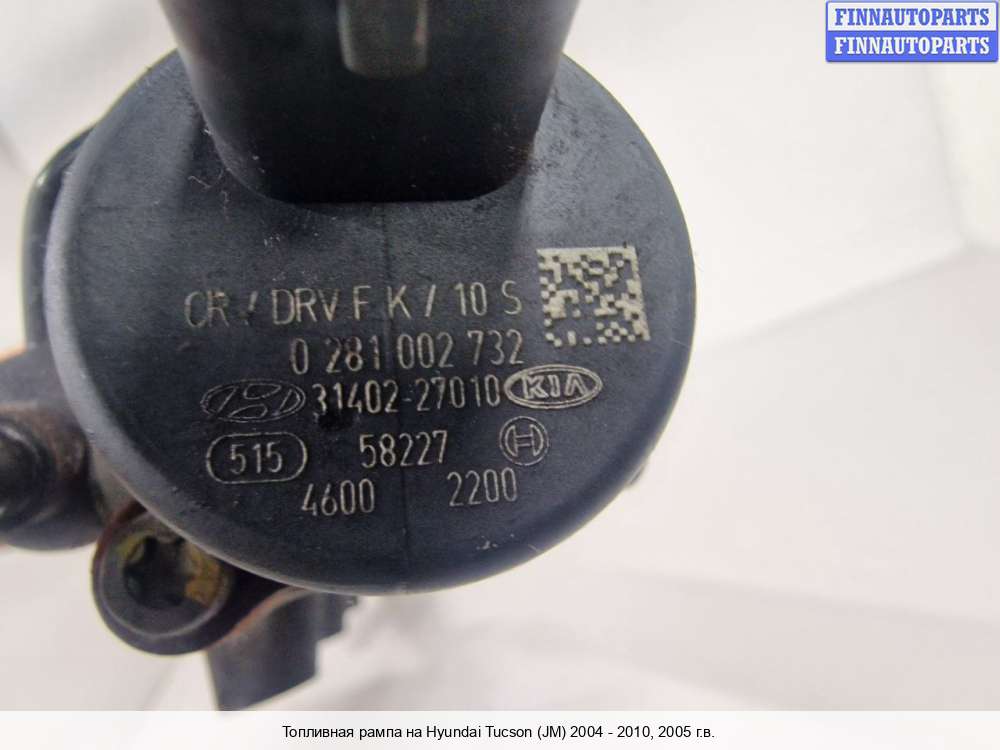 FINNAUTOPARTS
FINNAUTOPARTS
CR / DRV F K / 10 S
0 281 002 732
31402-27010 KIA
515 58227
4600 2200
Топливная рампа на Hyundai Tucson (JM) 2004 - 2010, 2005 г.в.